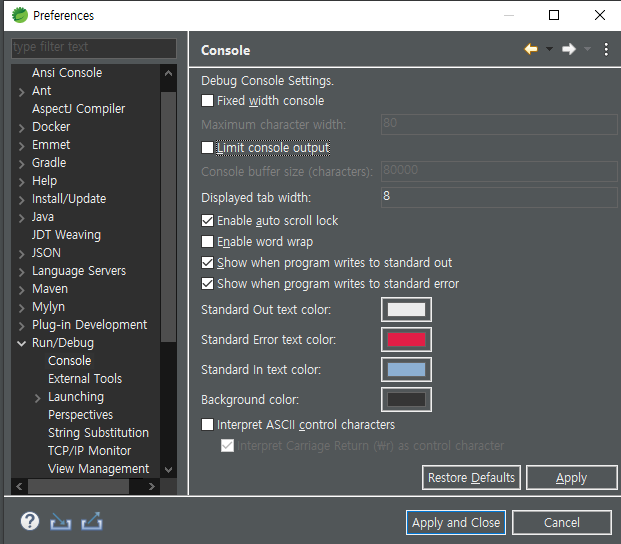 Preferences
type filter text
Ansi Console
Ant
AspectJ Compiler
Docker
Emmet
Gradle
Help
Install/Update
Java
JDT Weaving
JSON
Language Servers
Maven
Mylyn
Plug-in Development
Run/Debug
Console
External Tools
Launching
Perspectives
String Substitution
TCP/IP Monitor
View Management
Console
Debug Console Settings.
Fixed width console
Maximum character width: 80
Limit console output
Console buffer size (characters): 80000
Displayed tab width: 8
Enable auto scroll lock
Enable word wrap
Show when program writes to standard out
Show when program writes to standard error
Standard Out text color:
Standard Error text color:
Standard In text color:
Background color:
Interpret ASCII control characters
Interpret Carriage Return (₩r) as control character
Restore Defaults Apply
Apply and Close Cancel